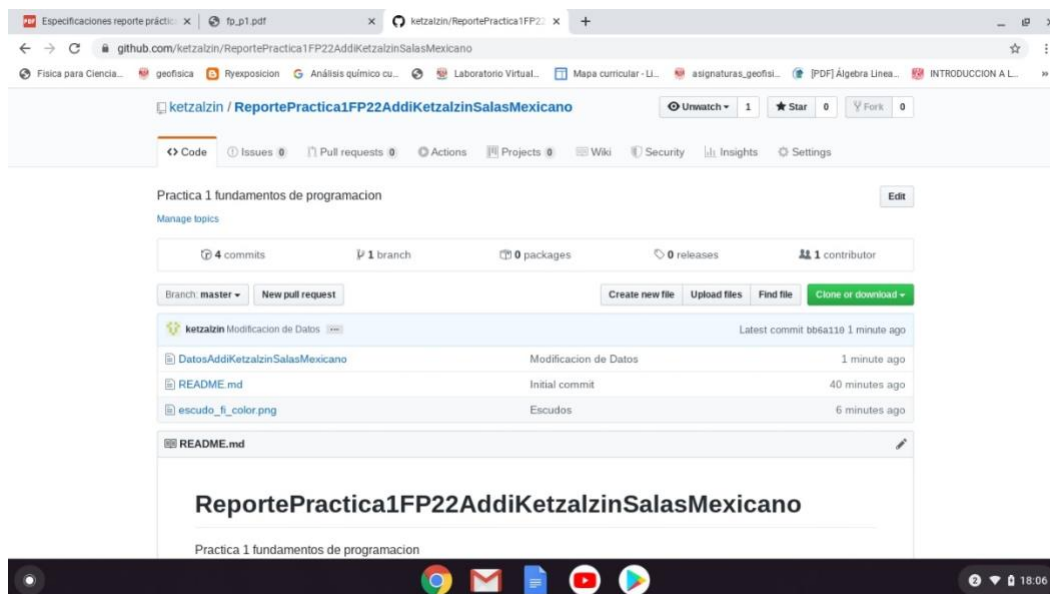 Especificaciones reporte práctic
fp_p1.pdf
ketzalzin/ReportePractica1FP22
github.com/ketzalzin/ReportePractica1FP22AddiKetzalzinSalasMexicano
Fisica para Ciencia...
geofisica
Ryexposicion
Análisis químico cu...
Laboratorio Virtual...
Mapa curricular - Li...
asignaturas_geofisi...
[PDF] Álgebra Linea...
INTRODUCCION A L...
ketzalzin / ReportePractica1FP22AddiKetzalzinSalasMexicano
Unwatch 1
Star 0
Fork 0
Code
Issues 0
Pull requests 0
Actions
Projects 0
Wiki
Security
Insights
Settings
Practica 1 fundamentos de programacion
Edit
Manage topics
4 commits
1 branch
0 packages
0 releases
1 contributor
Branch: master
New pull request
Create new file
Upload files
Find file
Clone or download
ketzalzin Modificacion de Datos
Latest commit bb6a110 1 minute ago
DatosAddiKetzalzinSalasMexicano Modificacion de Datos 1 minute ago
README.md Initial commit 40 minutes ago
escudo_fi_color.png Escudos 6 minutes ago
README.md
ReportePractica1FP22AddiKetzalzinSalasMexicano
Practica 1 fundamentos de programacion
2 18:06